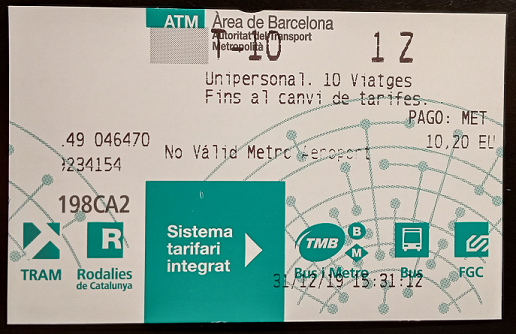 ATM Àrea de Barcelona
Autoritat del Transport
Metropolità
T-10 1 Z
Unipersonal. 10 Viatges
Fins al canvi de tarifes.
PAGO: MET
.49 046470 10,20 EU
234154 No Vàlid Metro Aeroport
198CA2
Sistema
tarifari
integrat
TMB B M
R
TRAM Rodalies
de Catalunya
Bus i Metro Bus FGC
31/12/19 15:31:12